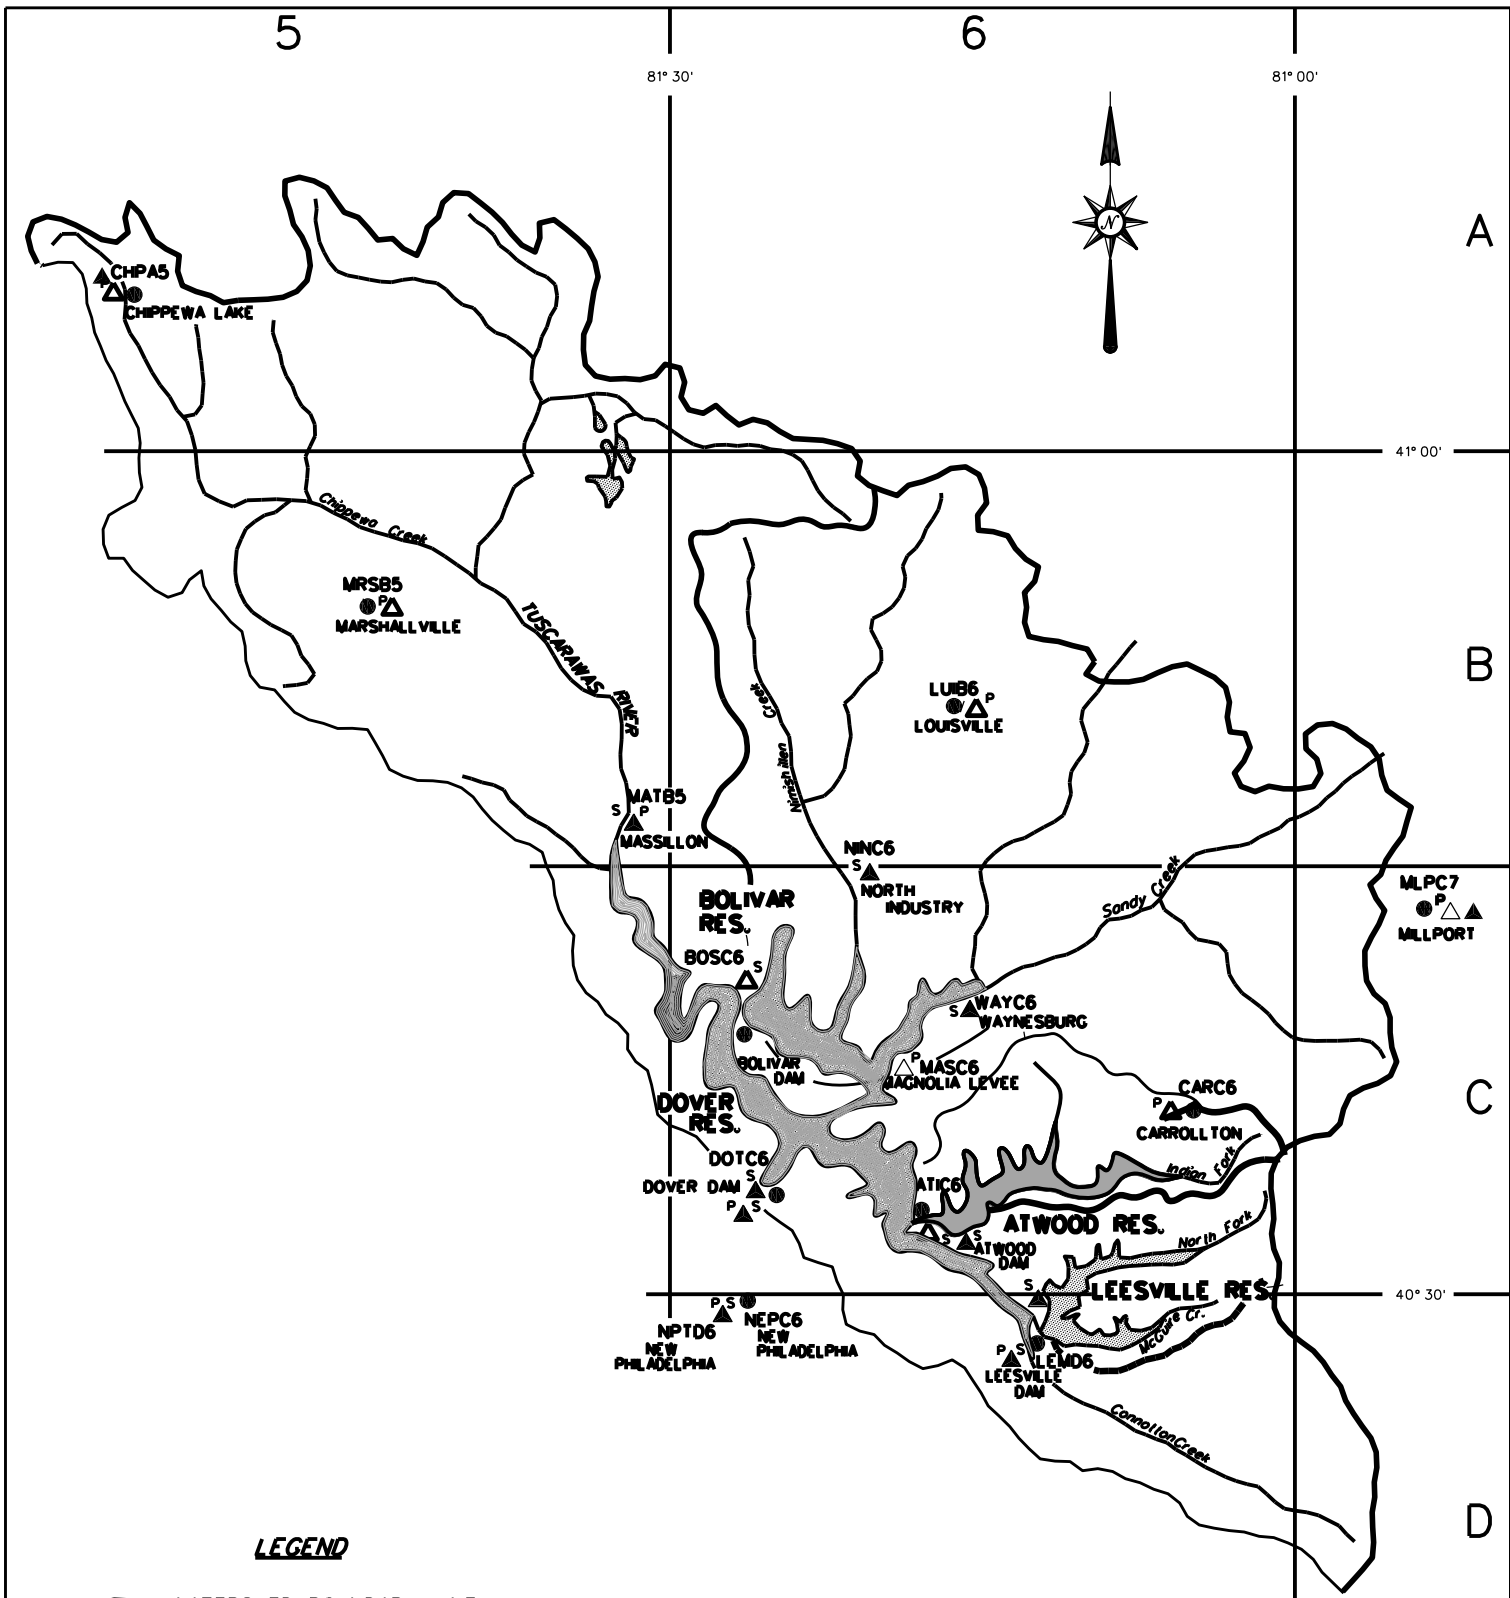 5
6
81° 30'
81° 00'
N
A
CHPA5
P
CHIPPEWA LAKE
41° 00'
Chippewa Creek
MRSB5
P
MARSHALLVILLE
TUSCARAWAS RIVER
B
Nimishillen Creek
LUIB6
P
LOUISVILLE
MATB5
S P
MASSILLON
NINC6
S
NORTH
INDUSTRY
Sandy Creek
MLPC7
P
MILLPORT
BOLIVAR
RES.
BOSC6
S
WAYC6
S
WAYNESBURG
BOLIVAR
DAM
P
MASC6
MAGNOLIA LEVEE
DOVER
RES.
CARC6
P
CARROLLTON
C
DOTC6
S
DOVER DAM
P S
Indian Fork
ATIC6
S
S
ATWOOD
DAM
ATWOOD RES.
North Fork
S
LEESVILLE RES.
40° 30'
McGuire Cr.
P S
NPTD6
NEW
PHILADELPHIA
NEPC6
NEW
PHILADELPHIA
P S
LEMD6
LEESVILLE
DAM
Connotton Creek
D
LEGEND